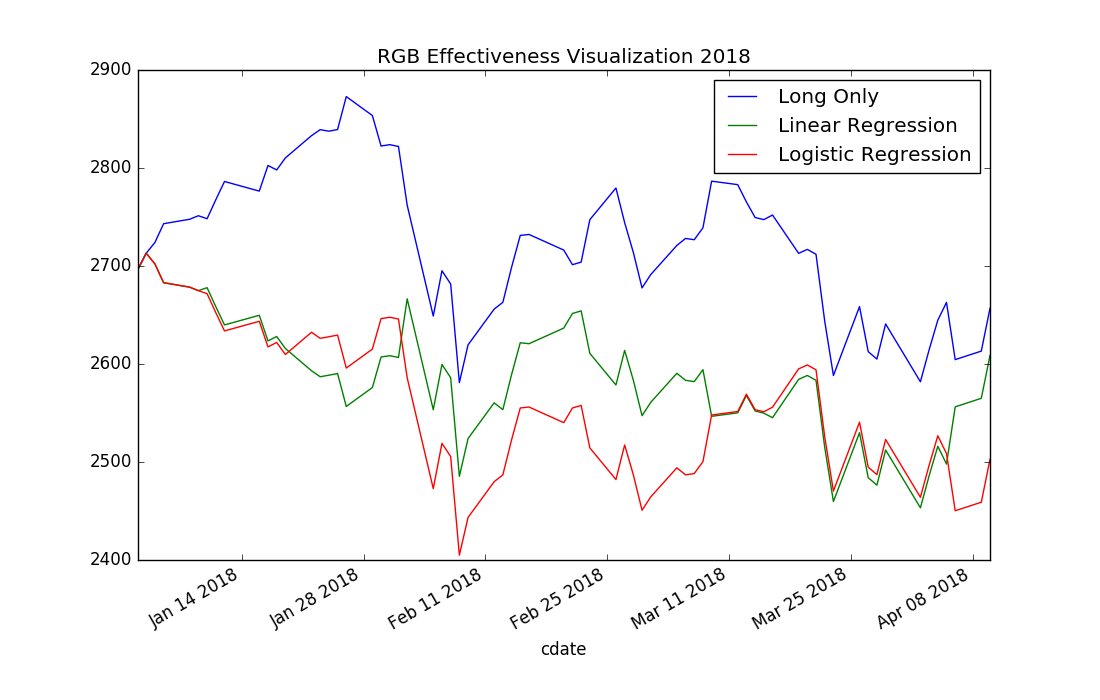 RGB Effectiveness Visualization 2018
2900
2800
2700
2600
2500
2400
Long Only
Linear Regression
Logistic Regression
Jan 14 2018
Jan 28 2018
Feb 11 2018
Feb 25 2018
Mar 11 2018
Mar 25 2018
Apr 08 2018
cdate